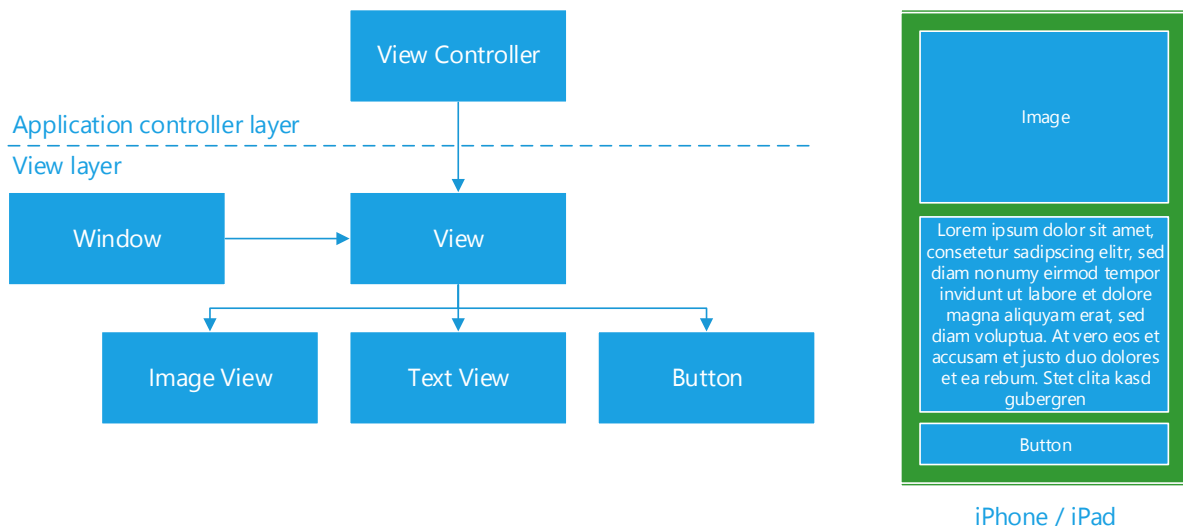 View Controller
Application controller layer
View layer
Window
View
Image View
Text View
Button
Image
Lorem ipsum dolor sit amet,
consetetur sadipscing elitr, sed
diam nonumy eirmod tempor
invidunt ut labore et dolore
magna aliquyam erat, sed
diam voluptua. At vero eos et
accusam et justo duo dolores
et ea rebum. Stet clita kasd
gubergren
Button
iPhone / iPad